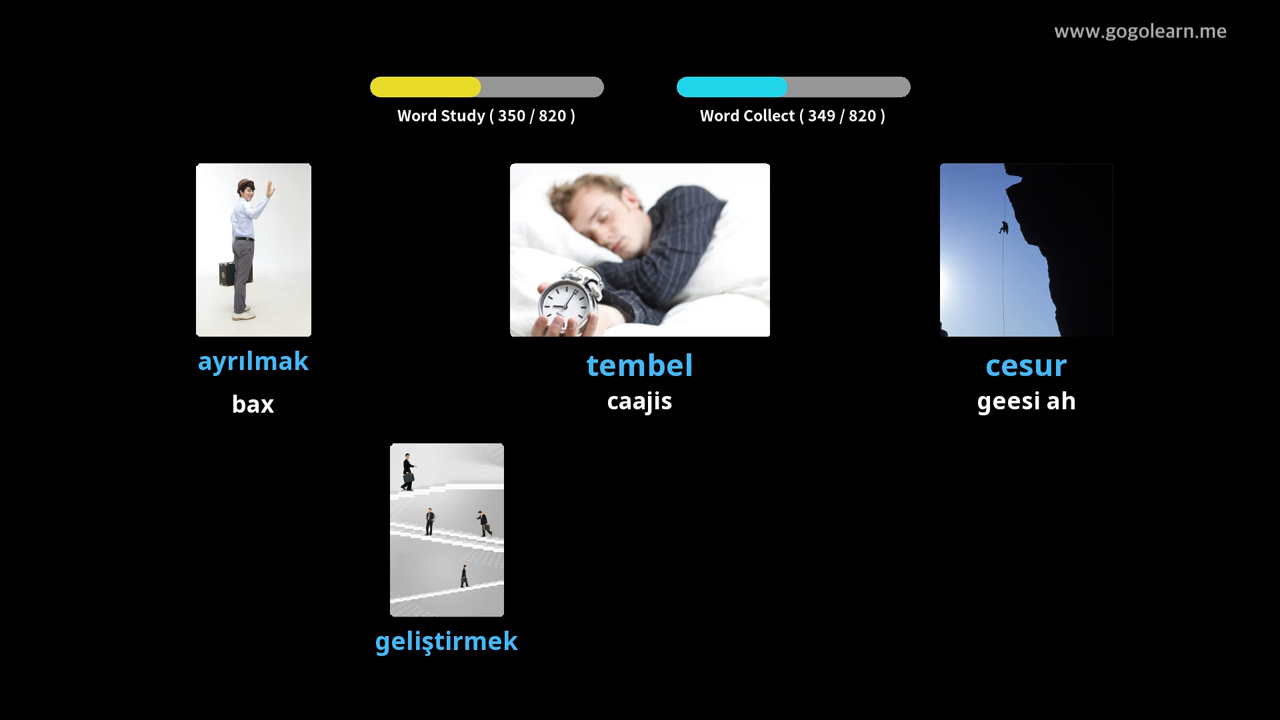 www.gogolearn.me
Word Study ( 350 / 820 )
Word Collect ( 349 / 820 )
ayrılmak
bax
tembel
caajis
cesur
geesi ah
geliştirmek